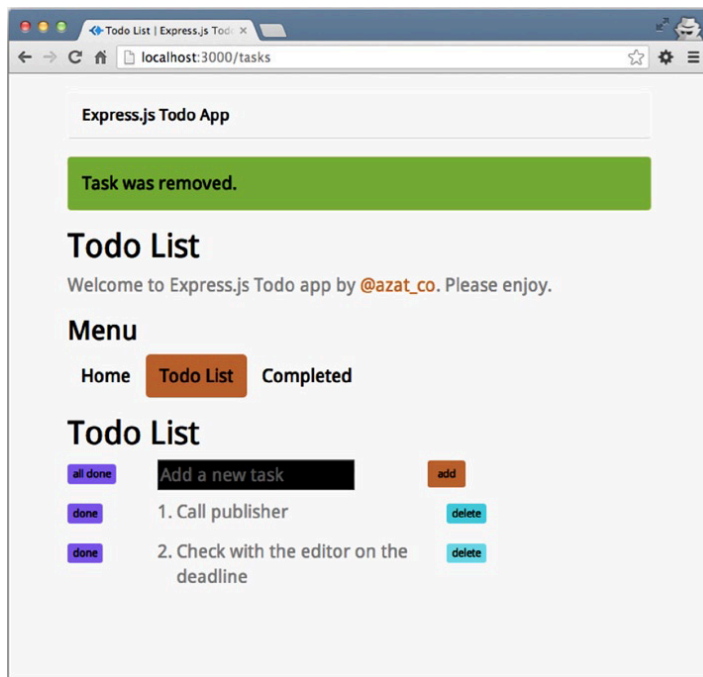 Todo List | Express.js Tod
localhost:3000/tasks
Express.js Todo App
Task was removed.
Todo List
Welcome to Express.js Todo app by @azat_co. Please enjoy.
Menu
Home Todo List Completed
Todo List
all done Add a new task add
done 1. Call publisher delete
done 2. Check with the editor on the delete
deadline